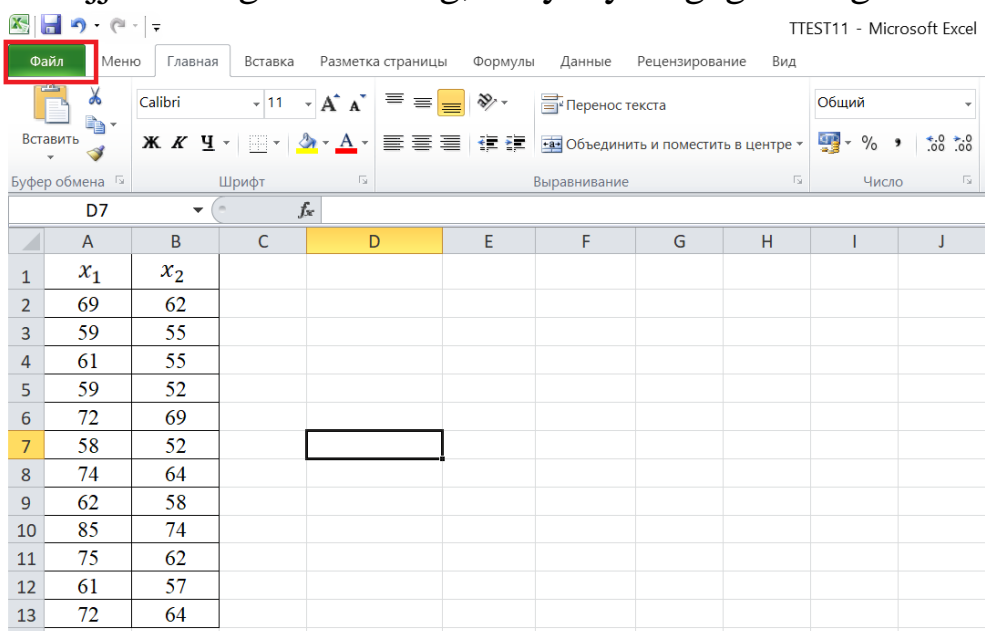 TTEST11 - Microsoft Excel
Файл Меню Главная Вставка Разметка страницы Формулы Данные Рецензирование Вид
Calibri 11 A A Перенос текста Общий
Вставить Ж К Ч A Объединить и поместить в центре % ,00 ,0
Буфер обмена Шрифт Выравнивание Число
D7 fx
A B C D E F G H I J
1 x₁ x₂
2 69 62
3 59 55
4 61 55
5 59 52
6 72 69
7 58 52
8 74 64
9 62 58
10 85 74
11 75 62
12 61 57
13 72 64